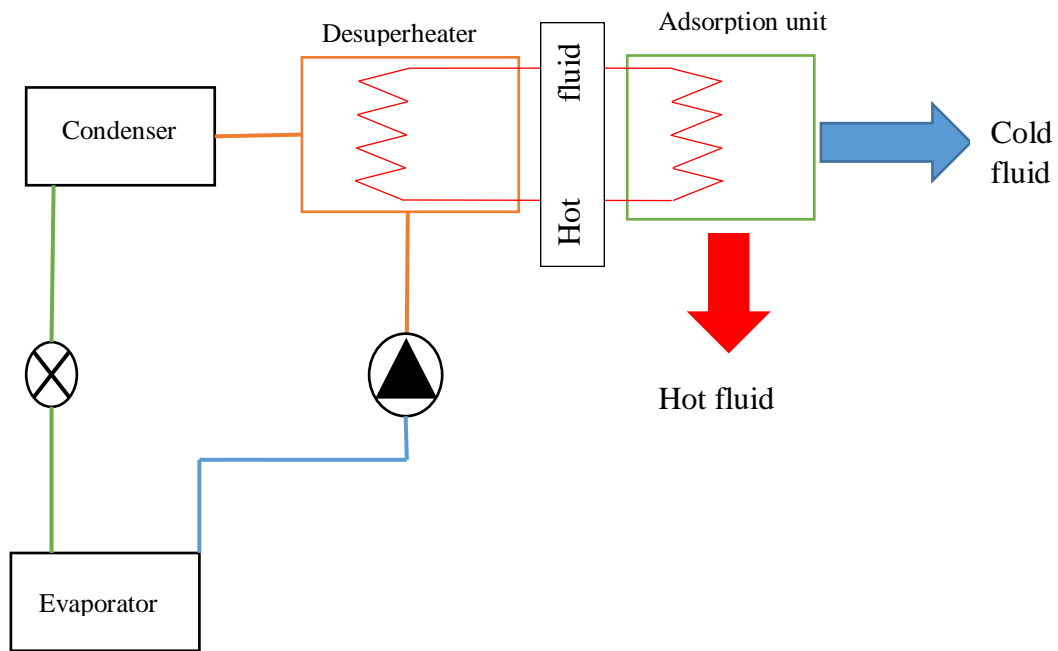 Desuperheater
Adsorption unit
Condenser
Hot fluid
Cold
fluid
Hot fluid
Evaporator